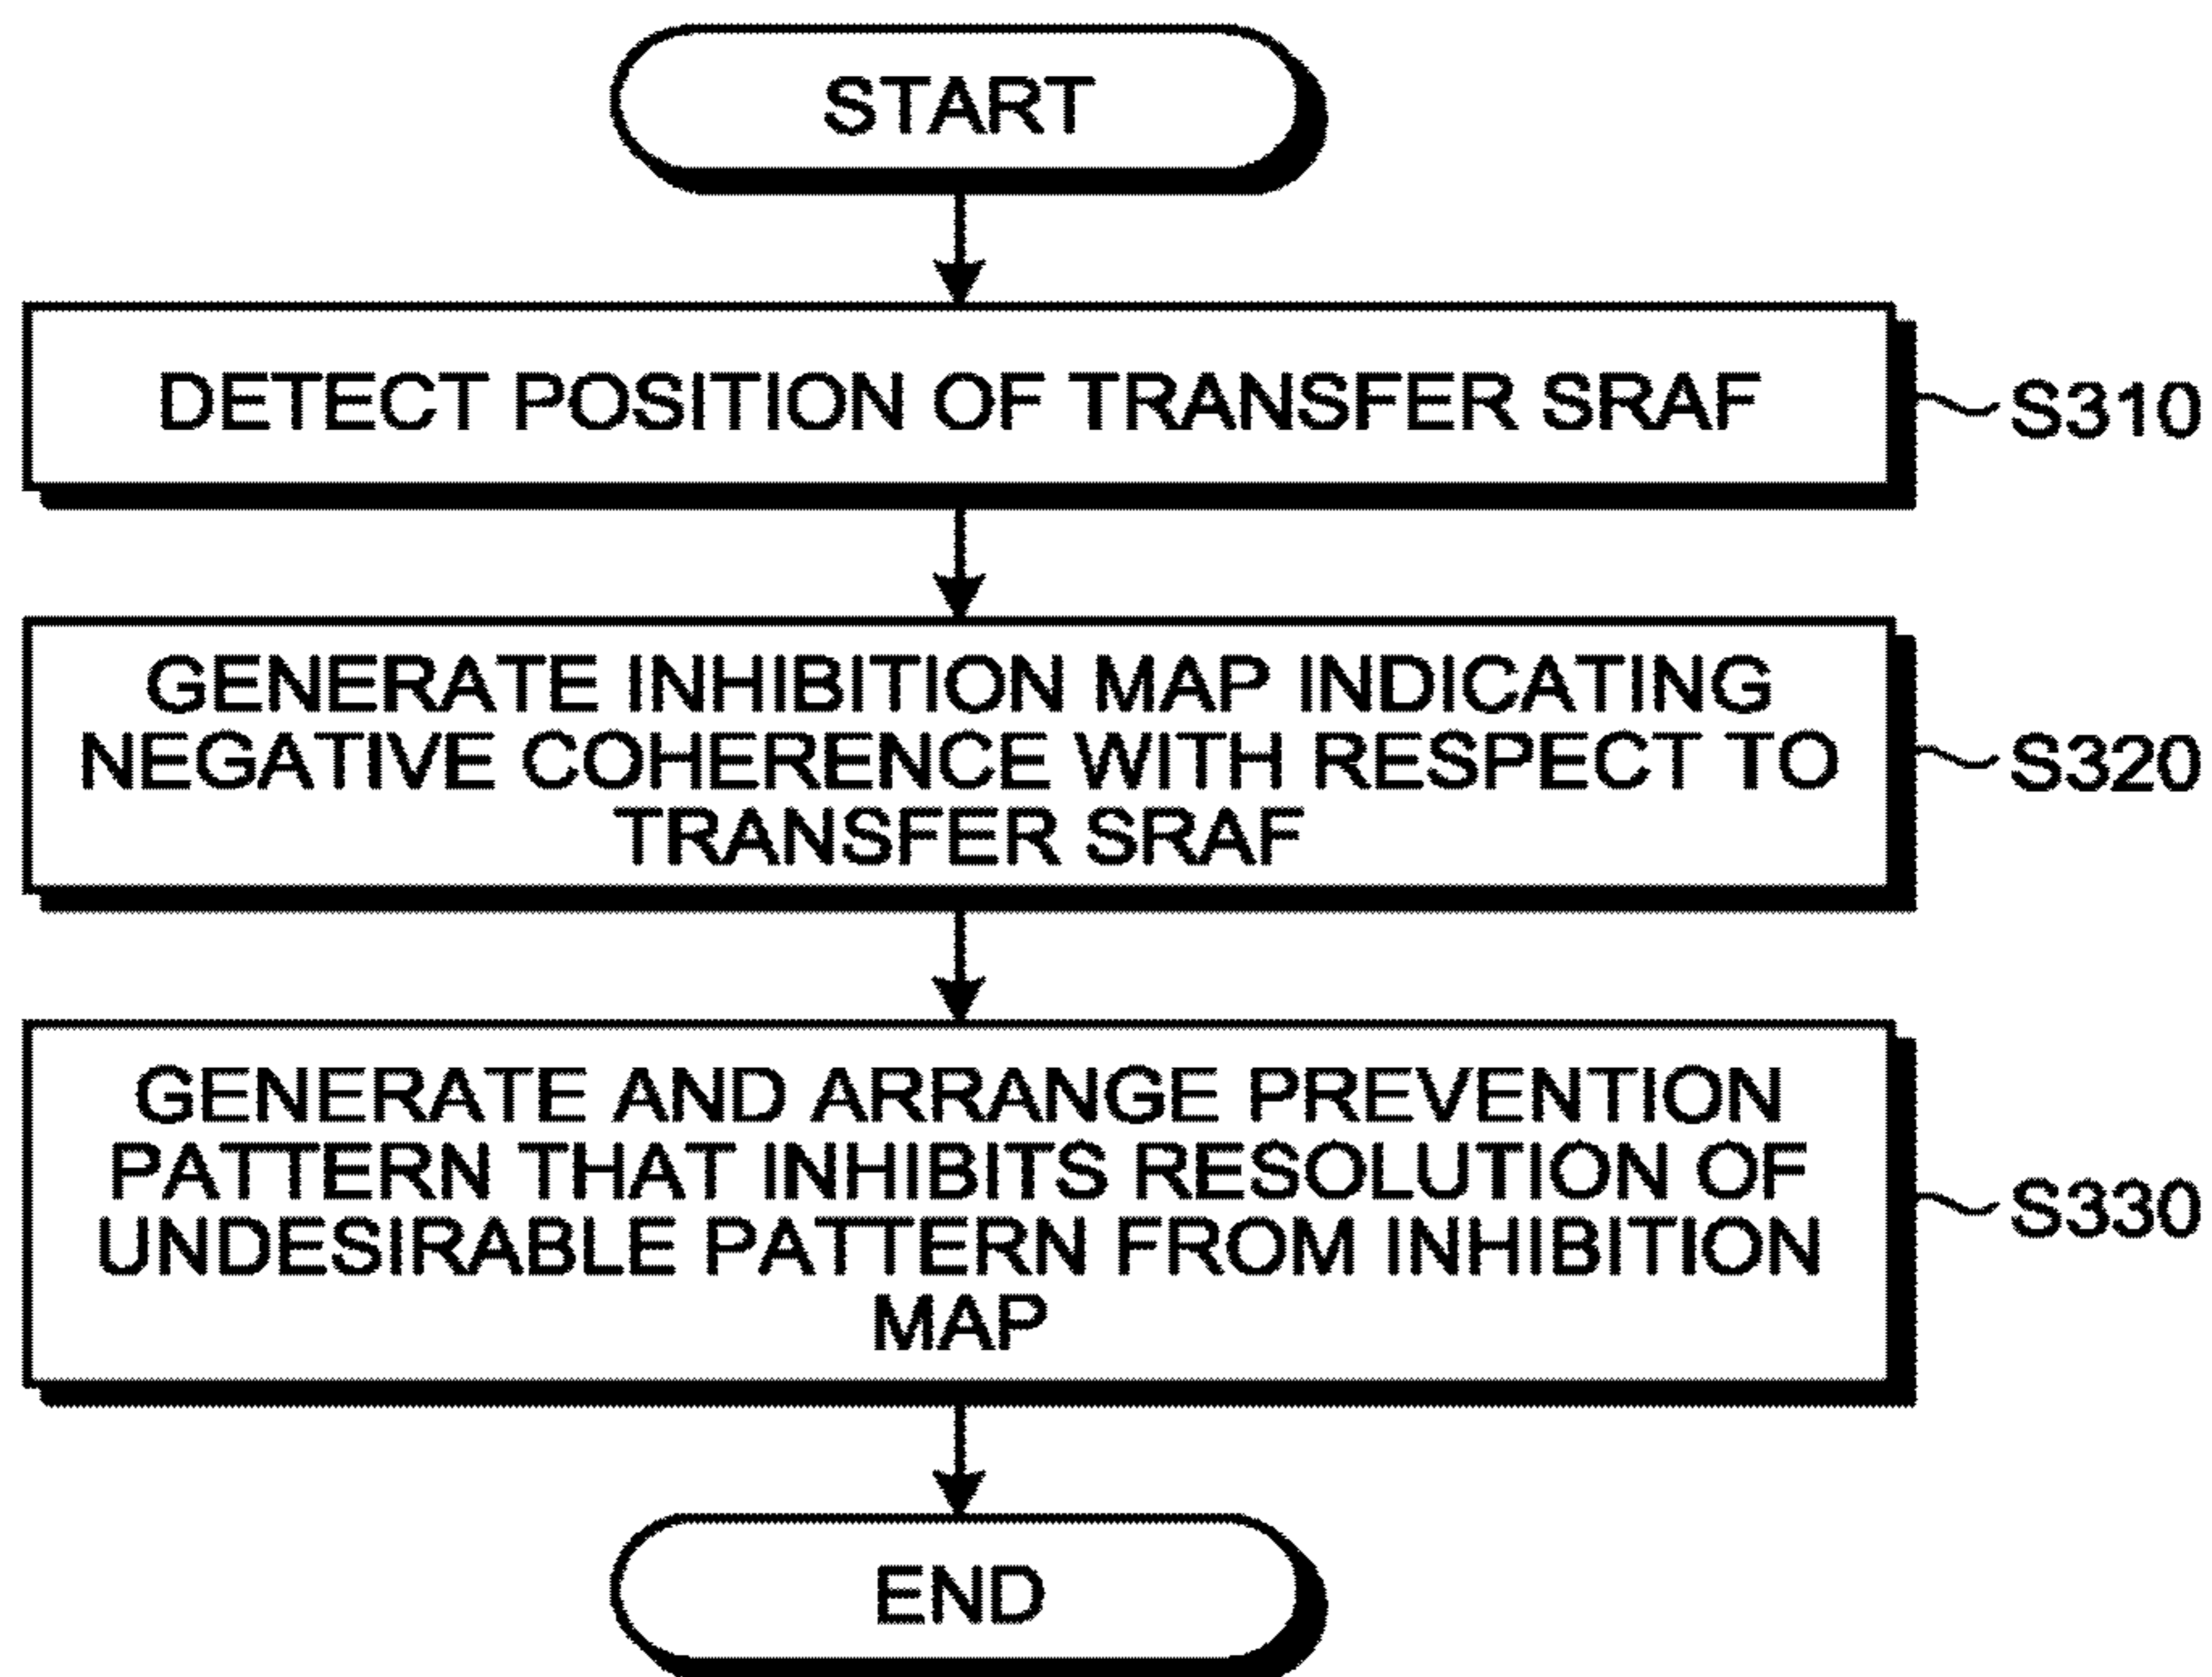 START
DETECT POSITION OF TRANSFER SRAF
S310
GENERATE INHIBITION MAP INDICATING
NEGATIVE COHERENCE WITH RESPECT TO
TRANSFER SRAF
S320
GENERATE AND ARRANGE PREVENTION
PATTERN THAT INHIBITS RESOLUTION OF
UNDESIRABLE PATTERN FROM INHIBITION
MAP
S330
END